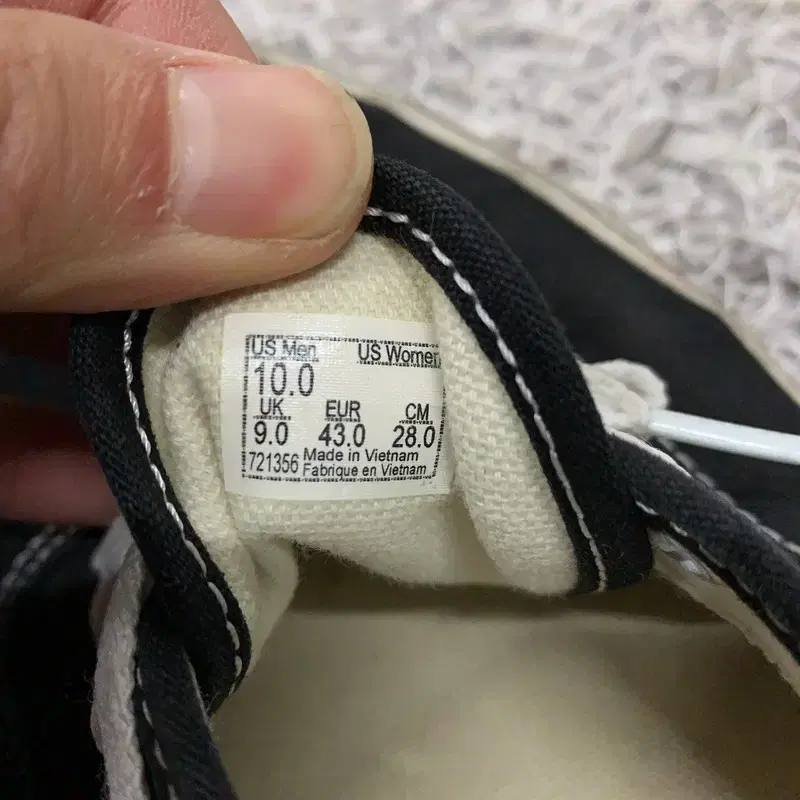 US Men US Women
10.0
UK EUR CM
9.0 43.0 28.0
721356 Made in Vietnam
Fabrique en Vietnam